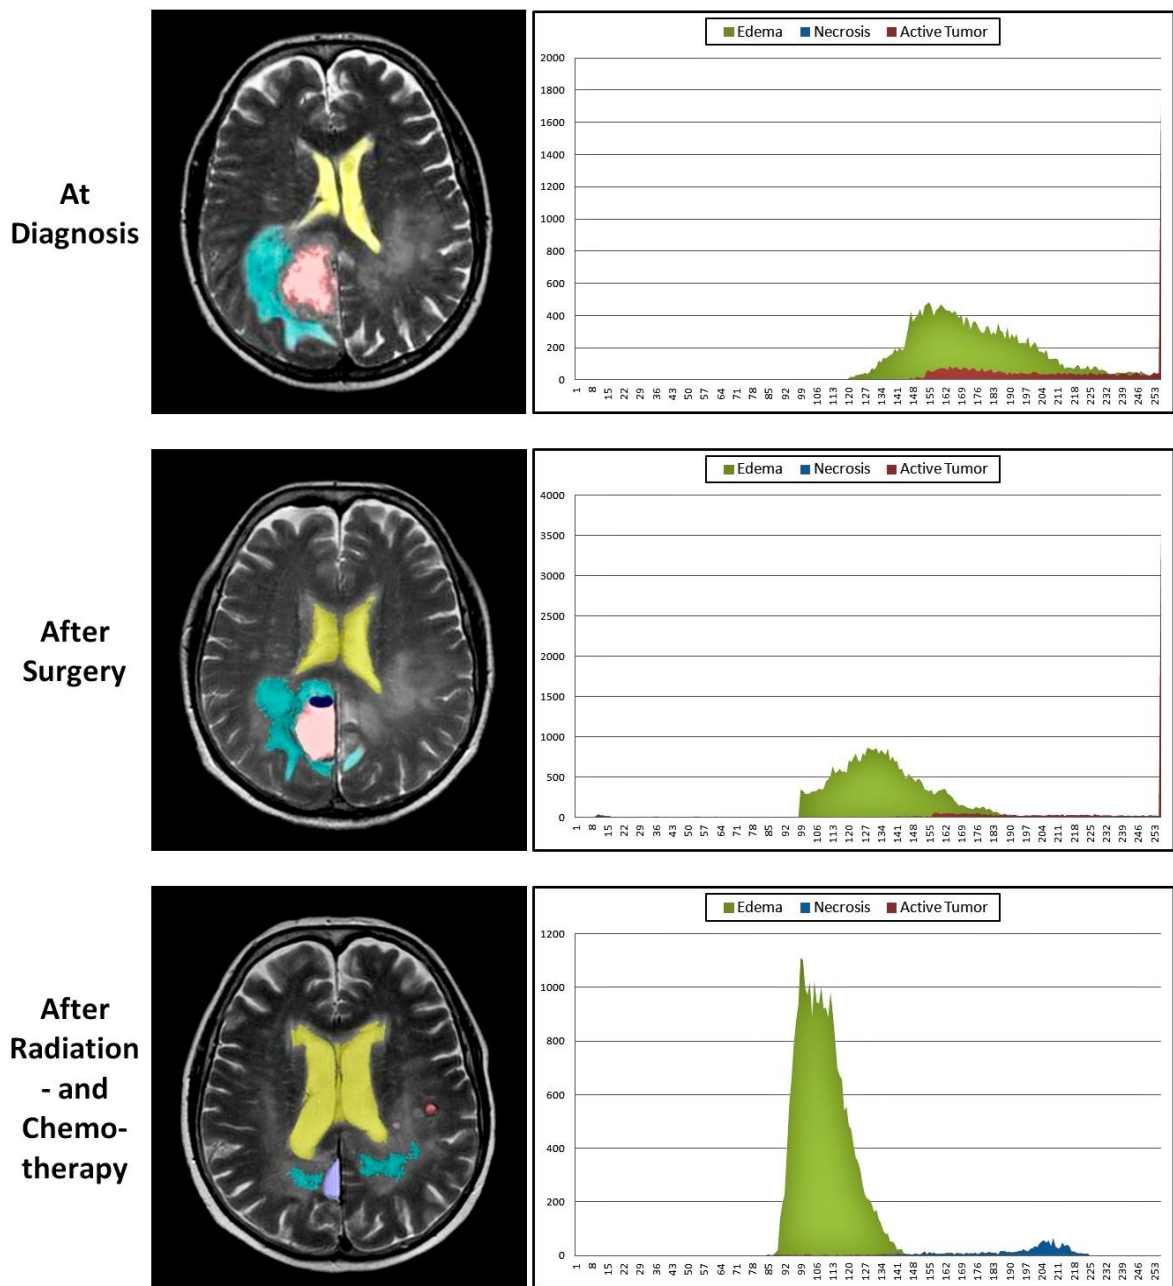 At
Diagnosis
Edema Necrosis Active Tumor
2000
1800
1600
1400
1200
1000
800
600
400
200
0
1 8 15 22 29 36 43 50 57 64 71 78 85 92 99 106 113 120 127 134 141 148 155 162 169 176 183 190 197 204 211 218 225 232 239 246 253
After
Surgery
Edema Necrosis Active Tumor
4000
3500
3000
2500
2000
1500
1000
500
0
1 8 15 22 29 36 43 50 57 64 71 78 85 92 99 106 113 120 127 134 141 148 155 162 169 176 183 190 197 204 211 218 225 232 239 246 253
After
Radiation
- and
Chemo-
therapy
Edema Necrosis Active Tumor
1200
1000
800
600
400
200
0
1 8 15 22 29 36 43 50 57 64 71 78 85 92 99 106 113 120 127 134 141 148 155 162 169 176 183 190 197 204 211 218 225 232 239 246 253